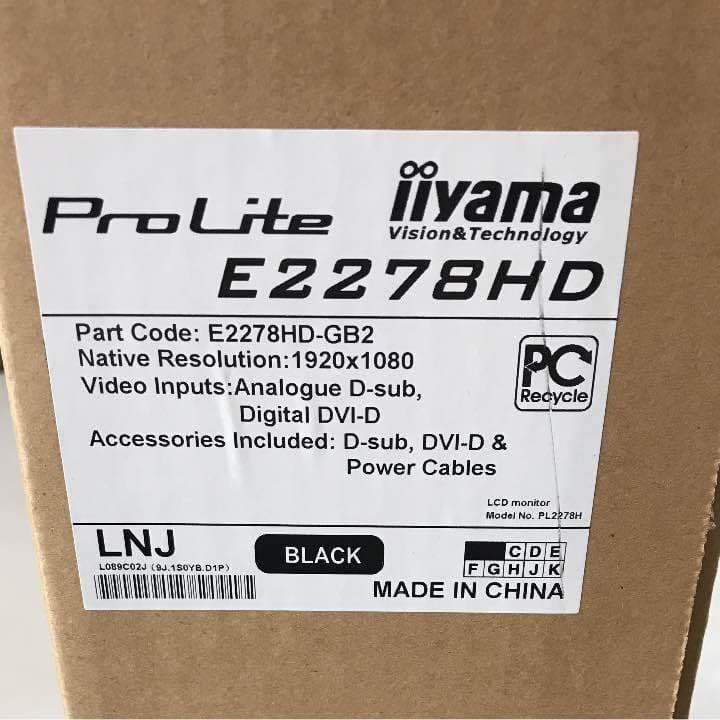 ProLite
iiyama
Vision&Technology
E2278HD
Part Code: E2278HD-GB2
Native Resolution:1920x1080
Video Inputs:Analogue D-sub,
Digital DVI-D
Accessories Included: D-sub, DVI-D &
Power Cables
PC
Recycle
LCD monitor
Model No. PL2278H
LNJ
L089C02J (9J.1S0YB.D1P)
BLACK
C D E
F G H J K
MADE IN CHINA